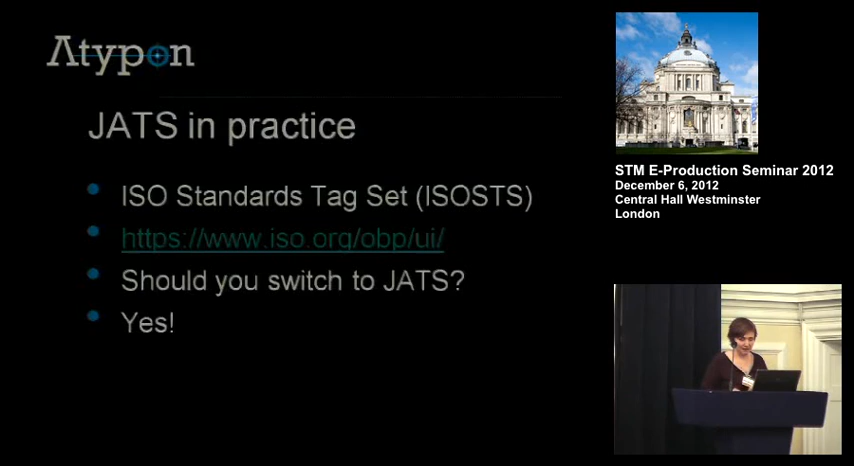 Atypon
JATS in practice
ISO Standards Tag Set (ISOSTS)
https://www.iso.org/obp/ui/
Should you switch to JATS?
Yes!
STM E-Production Seminar 2012
December 6, 2012
Central Hall Westminster
London